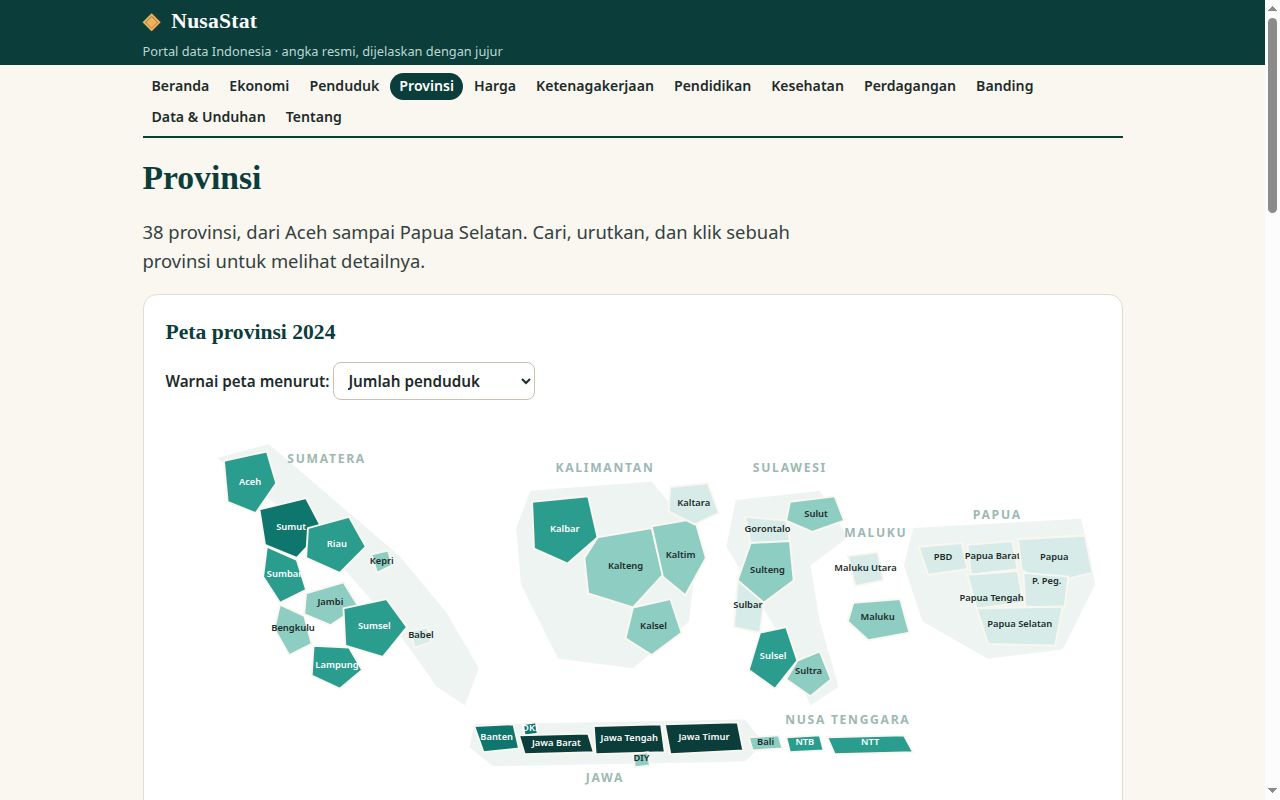 NusaStat
Portal data Indonesia · angka resmi, dijelaskan dengan jujur
Beranda Ekonomi Penduduk Provinsi Harga Ketenagakerjaan Pendidikan Kesehatan Perdagangan Banding
Data & Unduhan Tentang
Provinsi
38 provinsi, dari Aceh sampai Papua Selatan. Cari, urutkan, dan klik sebuah
provinsi untuk melihat detailnya.
Peta provinsi 2024
Warnai peta menurut: Jumlah penduduk
SUMATERA
Aceh
Sumut
Riau
Kepri
Sumbar
Jambi
Bengkulu
Sumsel
Babel
Lampung
KALIMANTAN
Kaltara
Kalbar
Kaltim
Kalteng
Kalsel
SULAWESI
Sulut
Gorontalo
Sulteng
Sulbar
Sulsel
Sultra
MALUKU
Maluku Utara
Maluku
PAPUA
PBD
Papua Barat
Papua
P. Peg.
Papua Tengah
Papua Selatan
NUSA TENGGARA
Banten
Jawa Barat
Jawa Tengah
Jawa Timur
DIY
Bali
NTB
NTT
JAWA